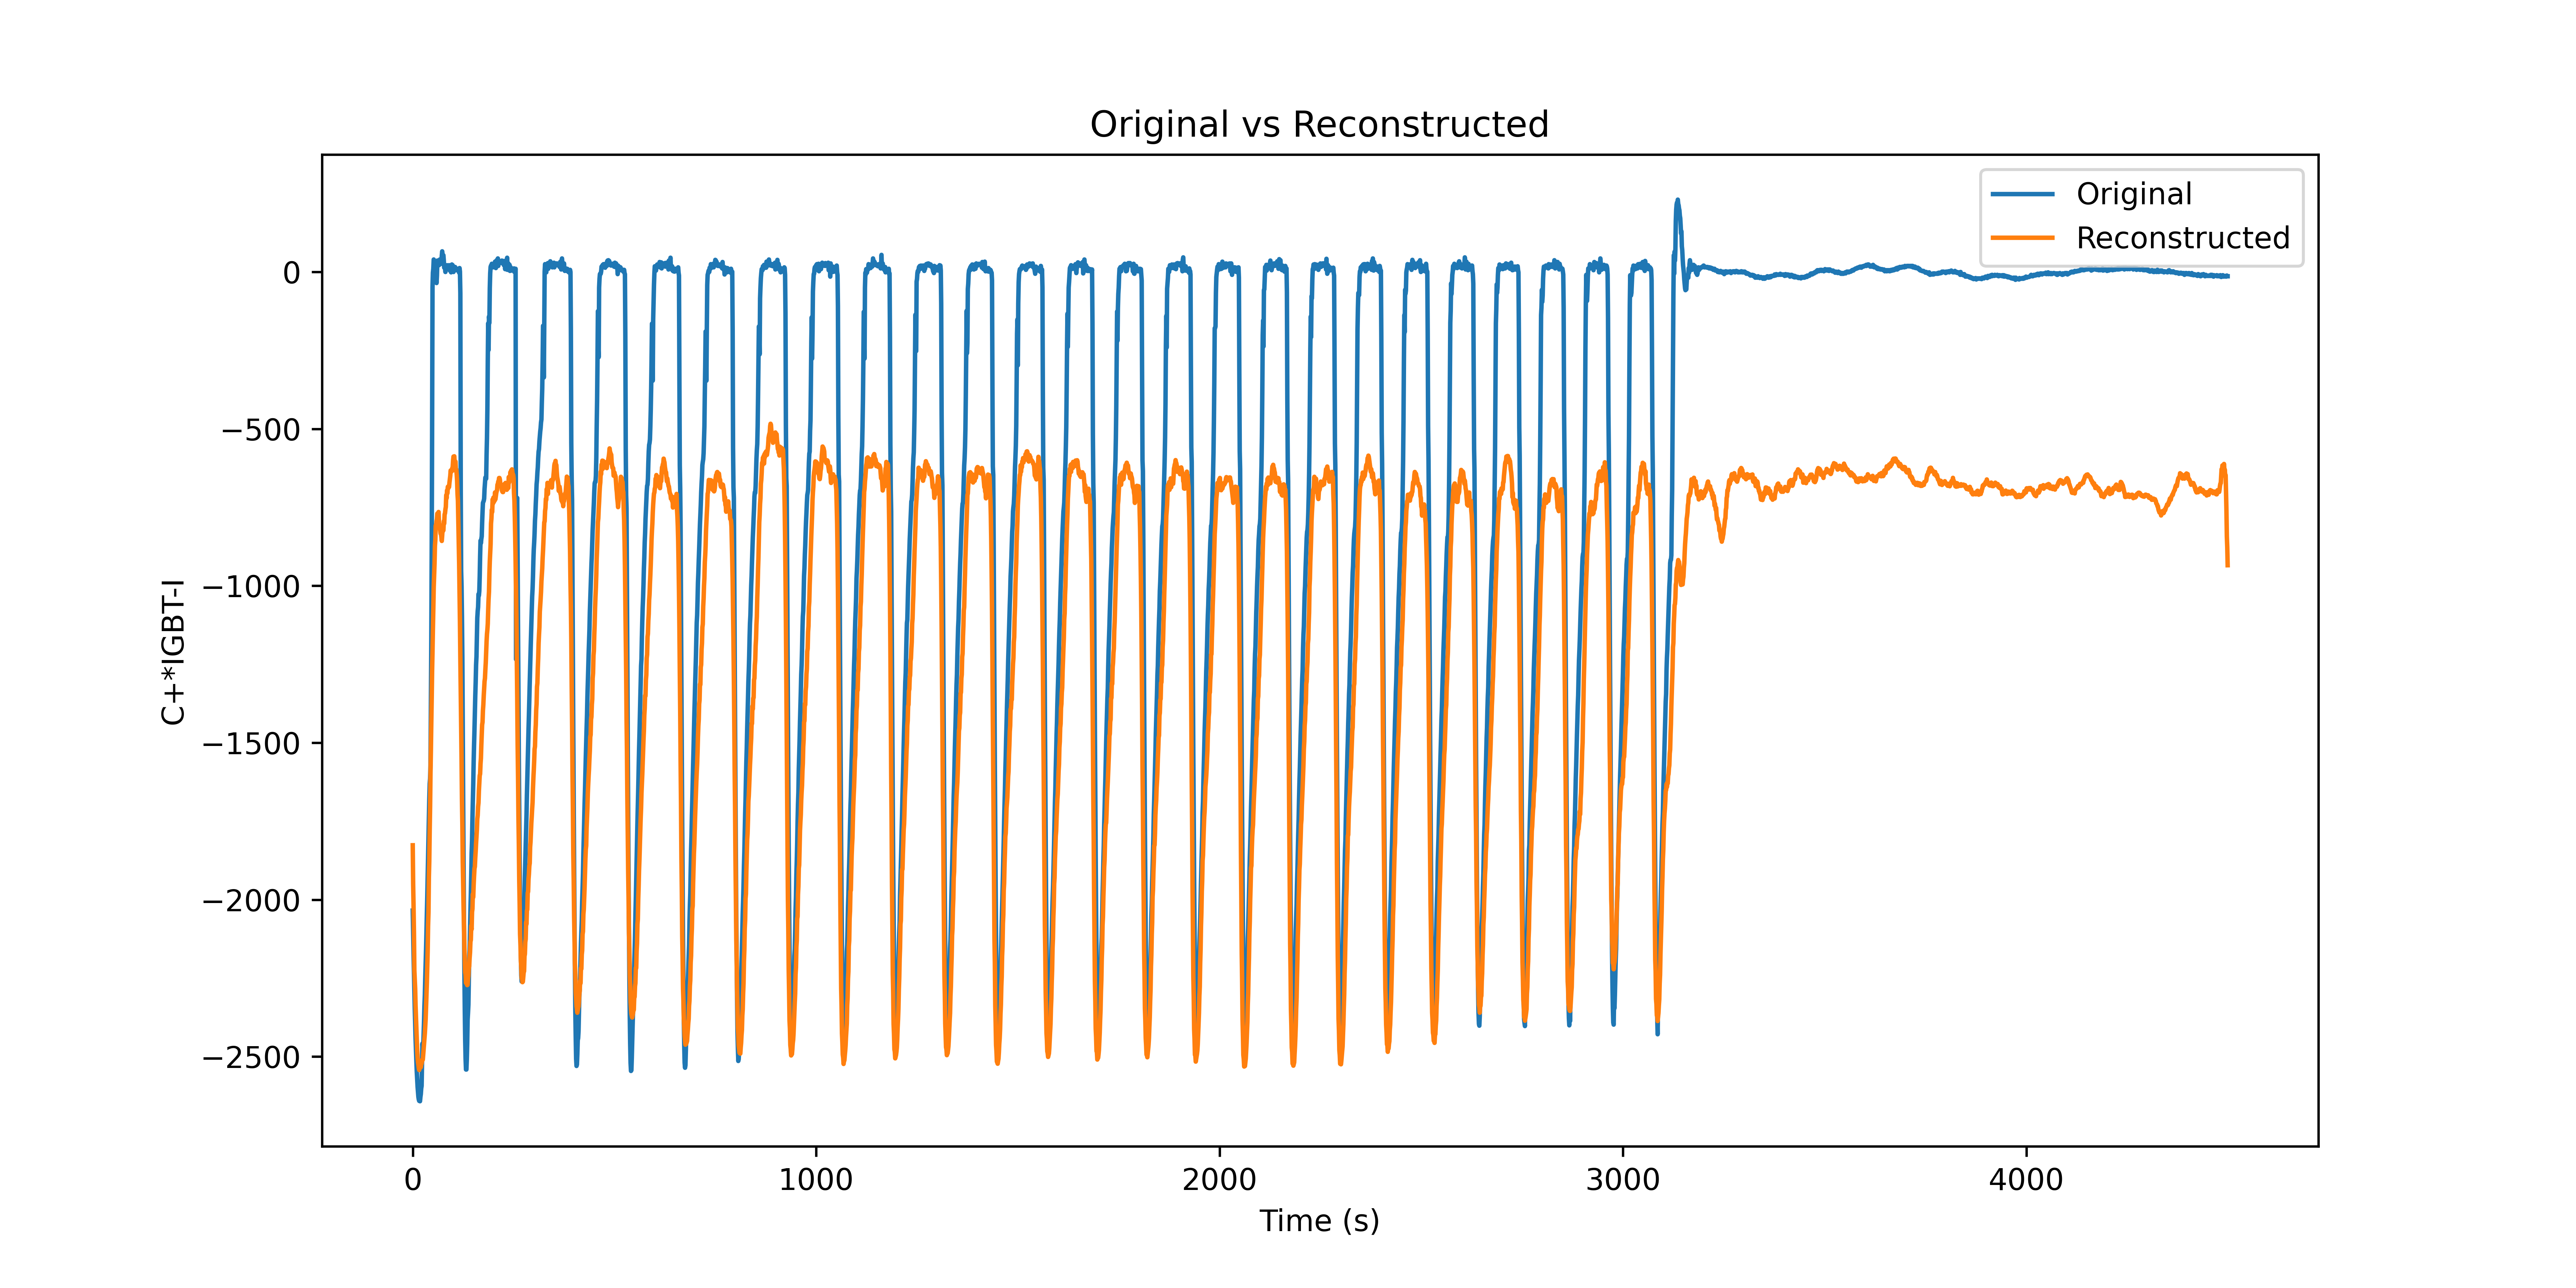 Original vs Reconstructed
Original
Reconstructed
C+*IGBT-I
0
−500
−1000
−1500
−2000
−2500
0
1000
2000
3000
4000
Time (s)